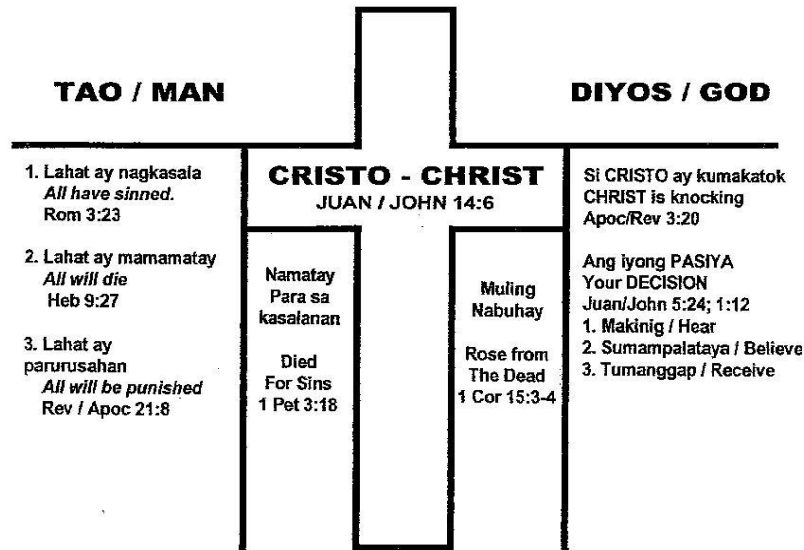 TAO / MAN
1. Lahat ay nagkasala
All have sinned.
Rom 3:23
2. Lahat ay mamamatay
All will die
Heb 9:27
3. Lahat ay
parurusahan
All will be punished
Rev / Apoc 21:8
CRISTO - CHRIST
JUAN / JOHN 14:6
Namatay
Para sa
kasalanan
Died
For Sins
1 Pet 3:18
Muling
Nabuhay
Rose from
The Dead
1 Cor 15:3-4
DIYOS / GOD
Si CRISTO ay kumakatok
CHRIST is knocking
Apoc/Rev 3:20
Ang iyong PASIYA
Your DECISION
Juan/John 5:24; 1:12
1. Makinig / Hear
2. Sumampalataya / Believe
3. Tumanggap / Receive